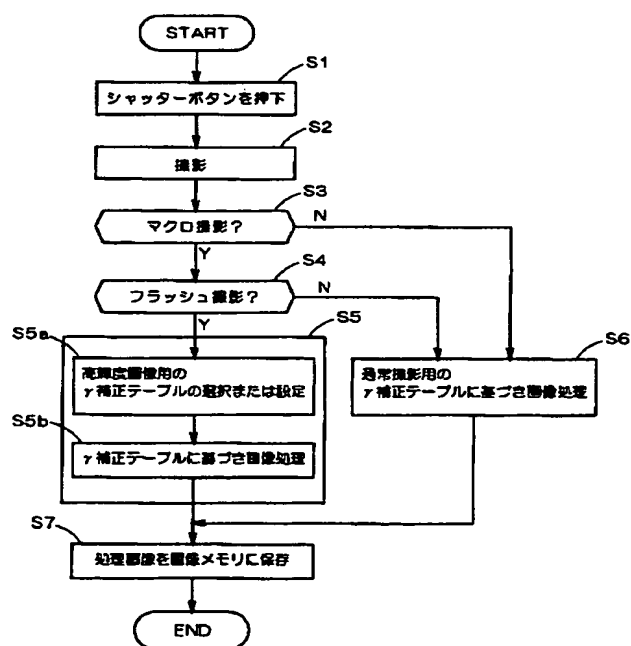 START
S1
シャッターボタンを押下
S2
撮影
S3
マクロ撮影?
N
Y
S4
フラッシュ撮影?
N
Y
S5
S5a
高輝度画像用の
γ補正テーブルの選択または設定
S6
通常撮影用の
γ補正テーブルに基づき画像処理
S5b
γ補正テーブルに基づき画像処理
S7
処理画像を画像メモリに保存
END